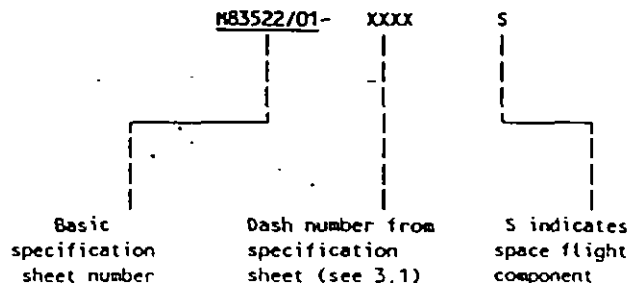 M83522/01- XXXX S
Basic specification sheet number
Dash number from specification sheet (see 3.1)
S indicates space flight component